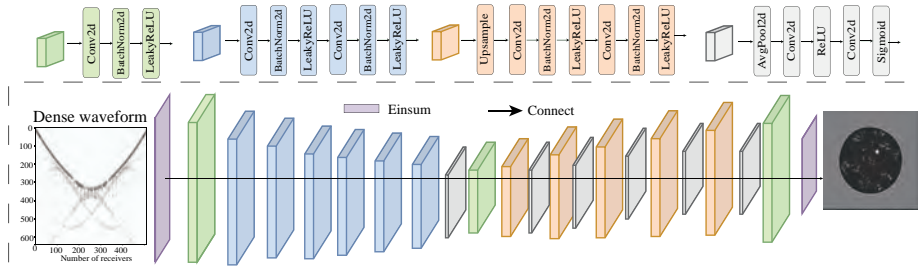 Conv2d
BatchNorm2d
LeakyReLU
Conv2d
BatchNorm2d
LeakyReLU
Conv2d
BatchNorm2d
LeakyReLU
Upsample
Conv2d
BatchNorm2d
LeakyReLU
Conv2d
BatchNorm2d
LeakyReLU
AvgPool2d
Conv2d
ReLU
Conv2d
Sigmoid
Einsum
Connect
Dense waveform
0
100
200
300
400
500
600
0 100 200 300 400
Number of receivers